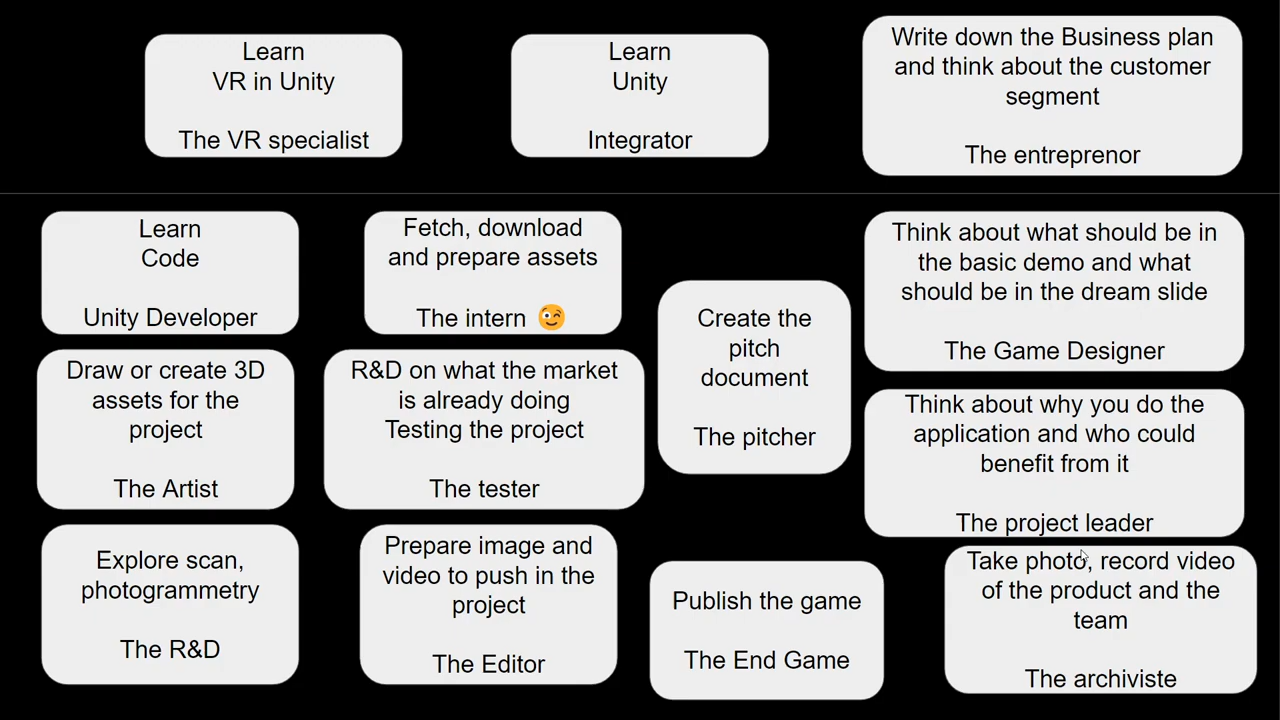 Learn
VR in Unity
The VR specialist
Learn
Unity
Integrator
Write down the Business plan
and think about the customer
segment
The entreprenor
Learn
Code
Unity Developer
Fetch, download
and prepare assets
The intern 😉
Create the
pitch
document
The pitcher
Think about what should be in
the basic demo and what
should be in the dream slide
The Game Designer
Draw or create 3D
assets for the
project
The Artist
R&D on what the market
is already doing
Testing the project
The tester
Think about why you do the
application and who could
benefit from it
The project leader
Explore scan,
photogrammetry
The R&D
Prepare image and
video to push in the
project
The Editor
Publish the game
The End Game
Take photo, record video
of the product and the
team
The archiviste